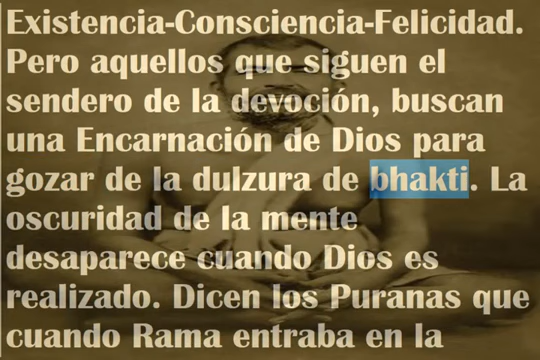 Existencia-Consciencia-Felicidad.
Pero aquellos que siguen el
sendero de la devoción, buscan
una Encarnación de Dios para
gozar de la dulzura de bhakti. La
oscuridad de la mente
desaparece cuando Dios es
realizado. Dicen los Puranas que
cuando Rama entraba en la